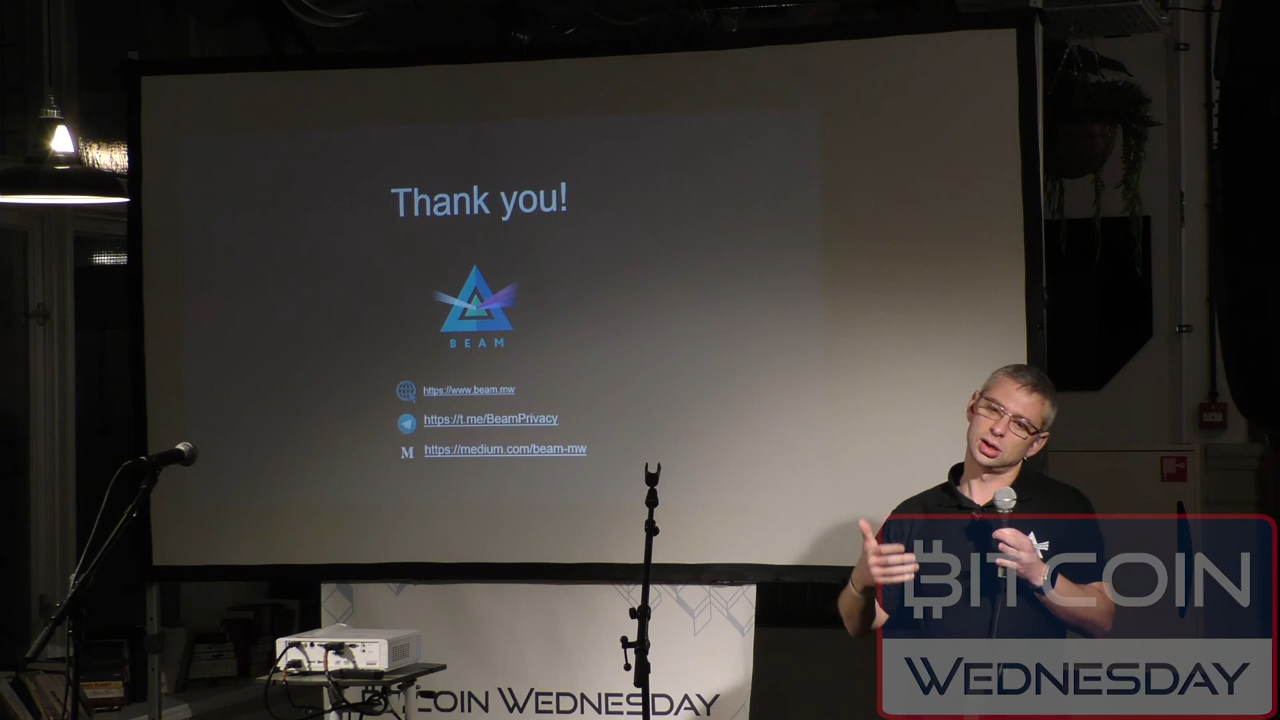 Thank you!
BEAM
https://www.beam.mw
https://t.me/BeamPrivacy
M https://medium.com/beam-mw
COIN WEDNESDAY
BITCOIN
WEDNESDAY